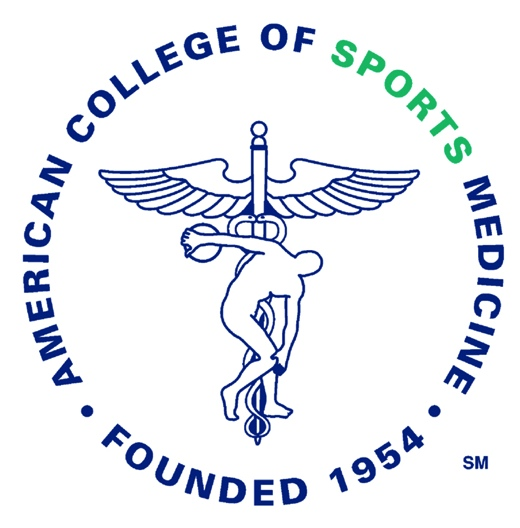 AMERICAN COLLEGE OF SPORTS MEDICINE
• FOUNDED 1954 •
SM